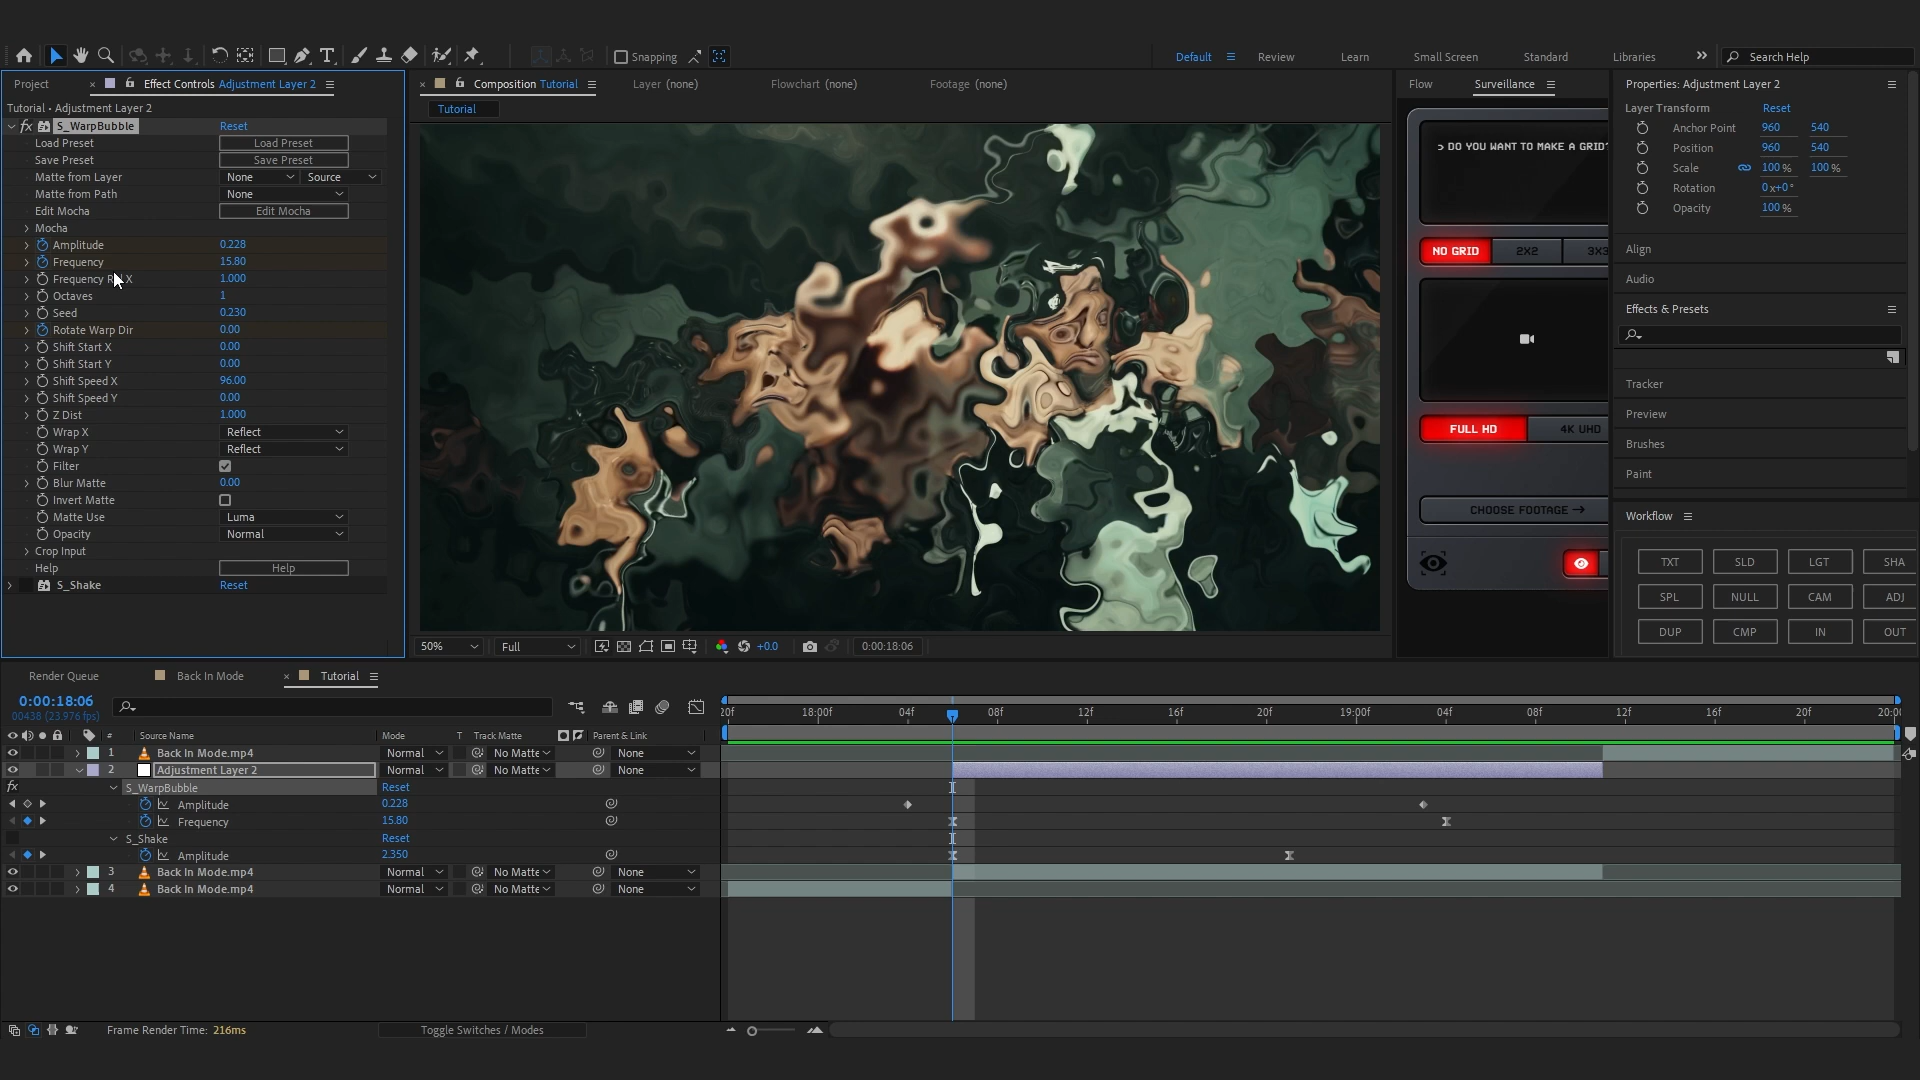 Snapping
Default
Review
Learn
Small Screen
Standard
Libraries
Search Help
Project
Effect Controls Adjustment Layer 2
Composition Tutorial
Layer (none)
Flowchart (none)
Footage (none)
Flow
Surveillance
Properties: Adjustment Layer 2
Tutorial • Adjustment Layer 2
Tutorial
fx S_WarpBubble Reset
Load Preset Load Preset
Save Preset Save Preset
Matte from Layer None Source
Matte from Path None
Edit Mocha Edit Mocha
Mocha
Amplitude 0.228
Frequency 15.80
Frequency R X 1.000
Octaves 1
Seed 0.230
Rotate Warp Dir 0.00
Shift Start X 0.00
Shift Start Y 0.00
Shift Speed X 96.00
Shift Speed Y 0.00
Z Dist 1.000
Wrap X Reflect
Wrap Y Reflect
Filter
Blur Matte 0.00
Invert Matte
Matte Use Luma
Opacity Normal
Crop Input
Help Help
S_Shake Reset
50% Full +0.0 0:00:18:06
> DO YOU WANT TO MAKE A GRID?
NO GRID 2X2 3X3
FULL HD 4K UHD
CHOOSE FOOTAGE →
Layer Transform Reset
Anchor Point 960 540
Position 960 540
Scale 100 % 100 %
Rotation 0x+0°
Opacity 100 %
Align
Audio
Effects & Presets
Tracker
Preview
Brushes
Paint
Workflow
TXT SLD LGT SHA
SPL NULL CAM ADJ
DUP CMP IN OUT
Render Queue
Back In Mode
Tutorial
0:00:18:06
00438 (23.976 fps)
20f 18:00f 04f 08f 12f 16f 20f 19:00f 04f 08f 12f 16f 20f 20:00
# Source Name Mode T Track Matte Parent & Link
1 Back In Mode.mp4 Normal No Matte None
2 Adjustment Layer 2 Normal No Matte None
fx S_WarpBubble Reset
Amplitude 0.228
Frequency 15.80
S_Shake Reset
Amplitude 2.350
3 Back In Mode.mp4 Normal No Matte None
4 Back In Mode.mp4 Normal No Matte None
Frame Render Time: 216ms
Toggle Switches / Modes